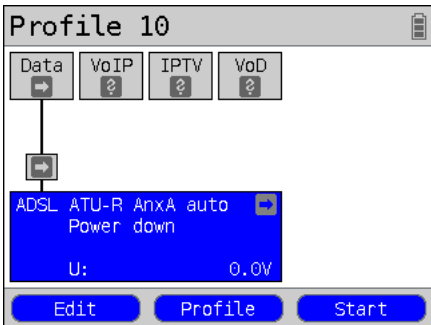 Profile 10
Data VoIP IPTV VoD
? ? ?
ADSL ATU-R AnxA auto
Power down
U: 0.0V
Edit Profile Start